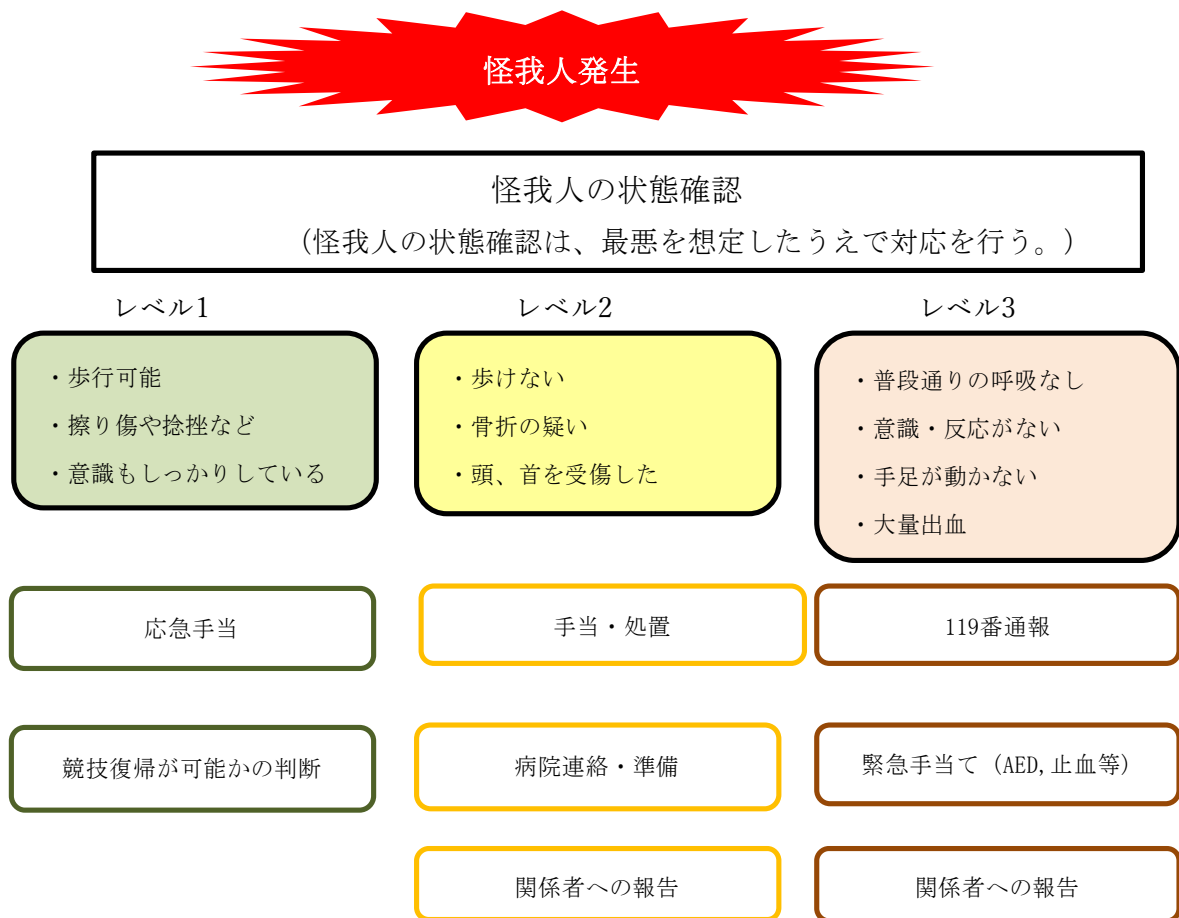 怪我人発生
怪我人の状態確認
（怪我人の状態確認は、最悪を想定したうえで対応を行う。）
レベル1
・歩行可能
・擦り傷や捻挫など
・意識もしっかりしている
応急手当
競技復帰が可能かの判断
レベル2
・歩けない
・骨折の疑い
・頭、首を受傷した
手当・処置
病院連絡・準備
関係者への報告
レベル3
・普段通りの呼吸なし
・意識・反応がない
・手足が動かない
・大量出血
119番通報
緊急手当て（AED,止血等）
関係者への報告